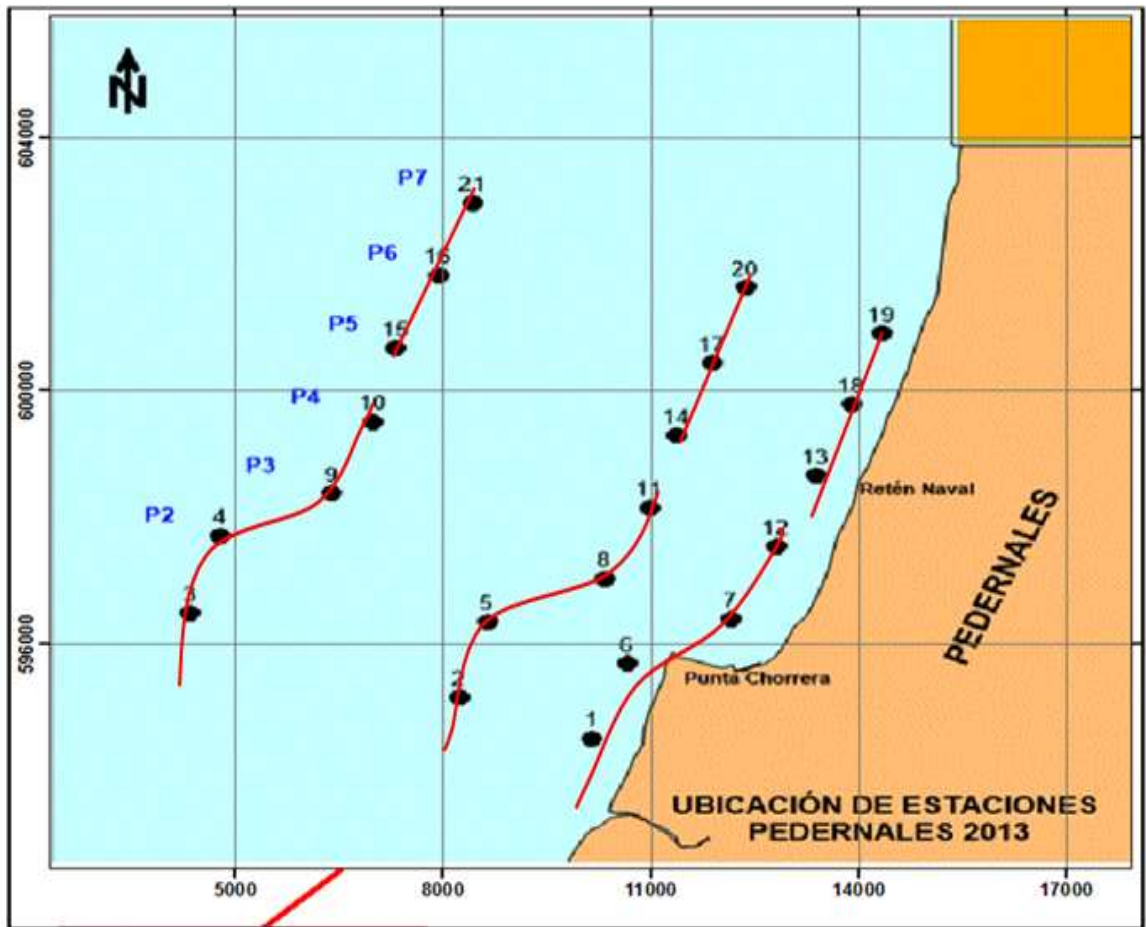 N
604000
600000
596000
P7
21
P6
16
P5
15
P4
10
P3
9
P2
4
3
20
17
14
11
8
5
2
19
18
13
12
7
6
1
Retén Naval
Punta Chorrera
PEDERNALES
UBICACIÓN DE ESTACIONES
PEDERNALES 2013
5000
8000
11000
14000
17000